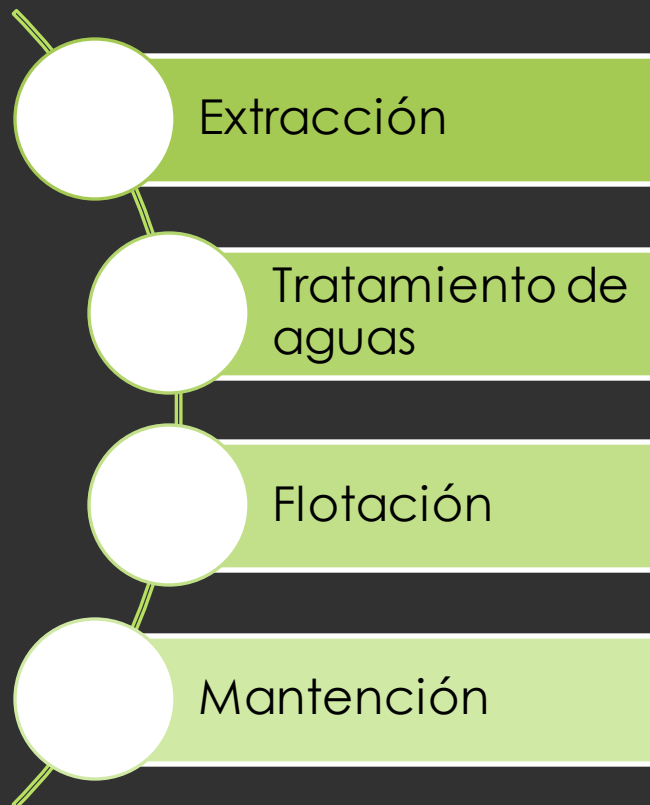 Extracción
Tratamiento de
aguas
Flotación
Mantención